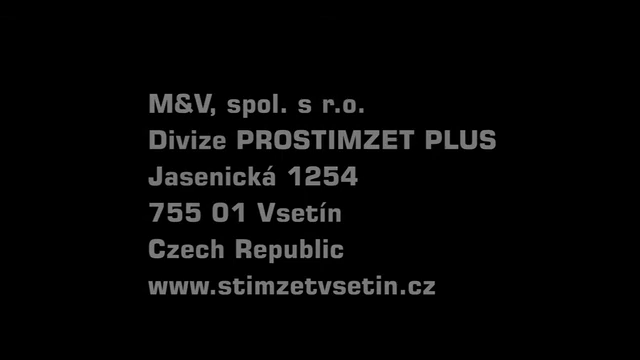 M&V, spol. s r.o.
Divize PROSTIMZET PLUS
Jasenická 1254
755 01 Vsetín
Czech Republic
www.stimzetvsetin.cz